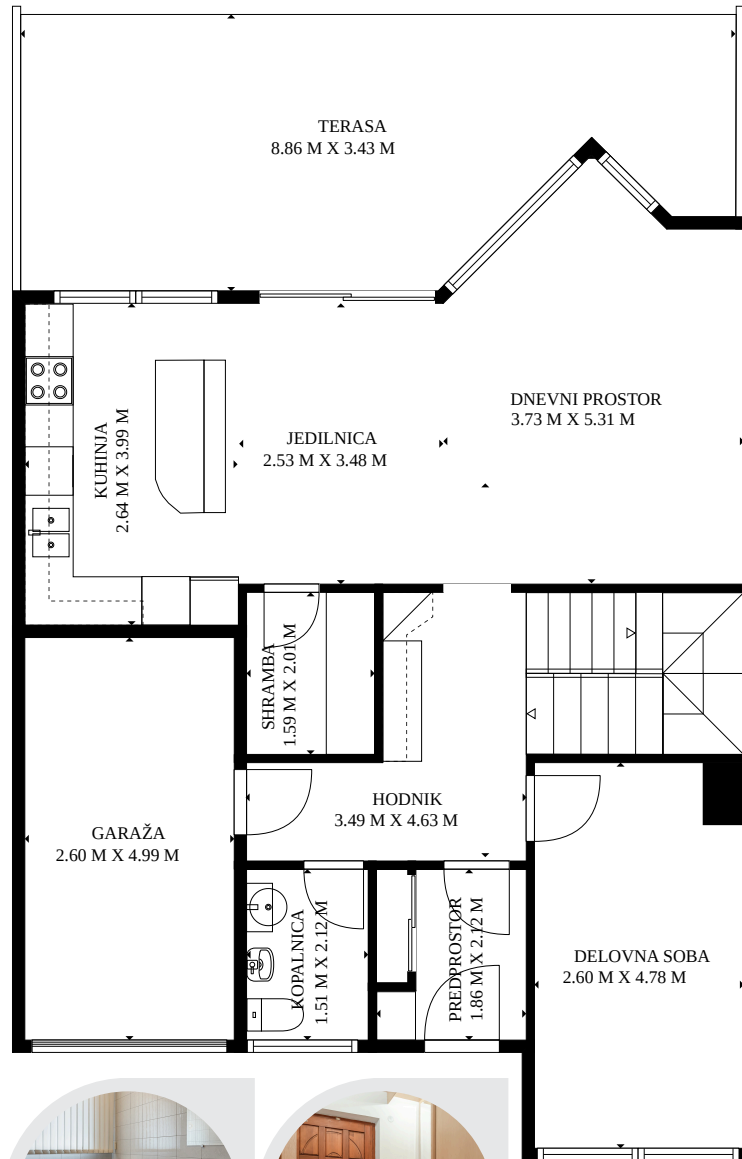 TERASA
8.86 M X 3.43 M
DNEVNI PROSTOR
3.73 M X 5.31 M
JEDILNICA
2.53 M X 3.48 M
KUHINJA
2.64 M X 3.99 M
SHRAMBA
1.59 M X 2.01 M
HODNIK
3.49 M X 4.63 M
GARAŽA
2.60 M X 4.99 M
KOPALNICA
1.51 M X 2.12 M
PREDPROSTOR
1.86 M X 2.12 M
DELOVNA SOBA
2.60 M X 4.78 M